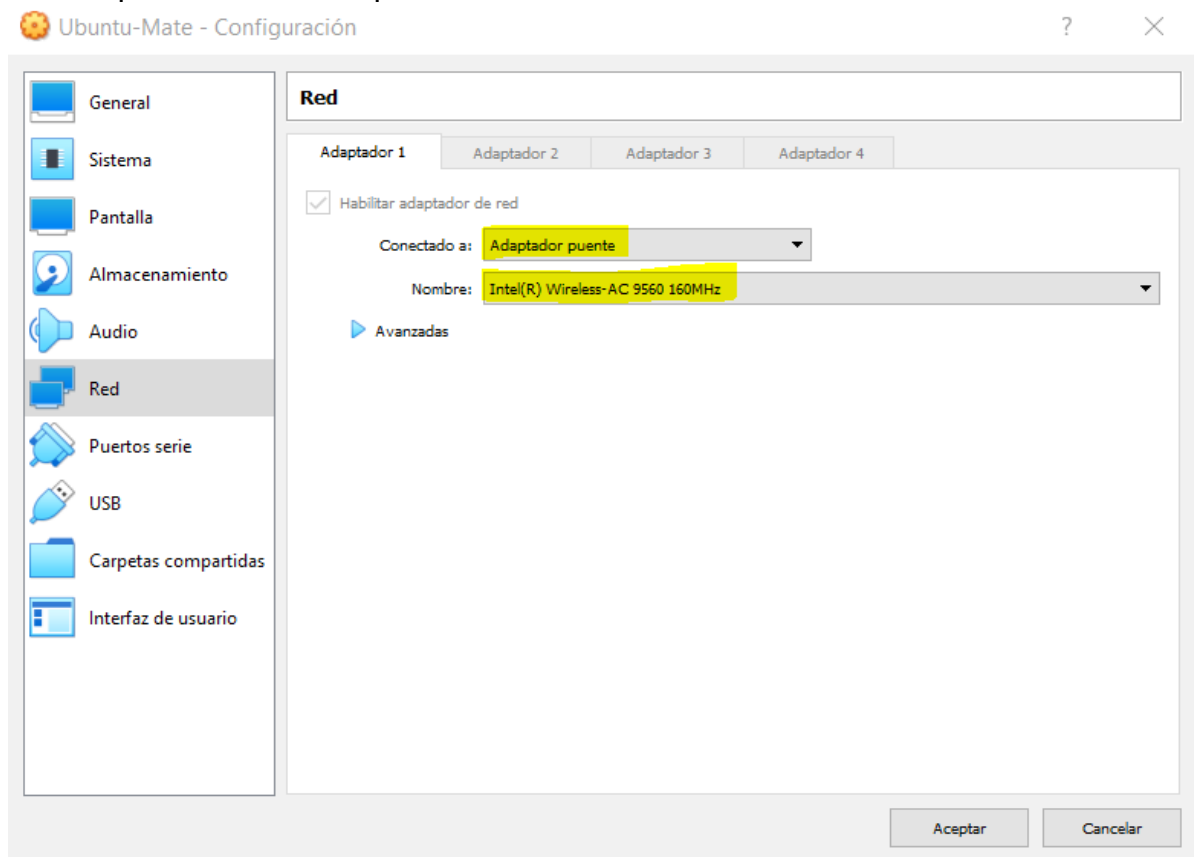 Ubuntu-Mate - Configuración
?
General
Sistema
Pantalla
Almacenamiento
Audio
Red
Puertos serie
USB
Carpetas compartidas
Interfaz de usuario
Red
Adaptador 1 Adaptador 2 Adaptador 3 Adaptador 4
Habilitar adaptador de red
Conectado a: Adaptador puente
Nombre: Intel(R) Wireless-AC 9560 160MHz
Avanzadas
Aceptar Cancelar